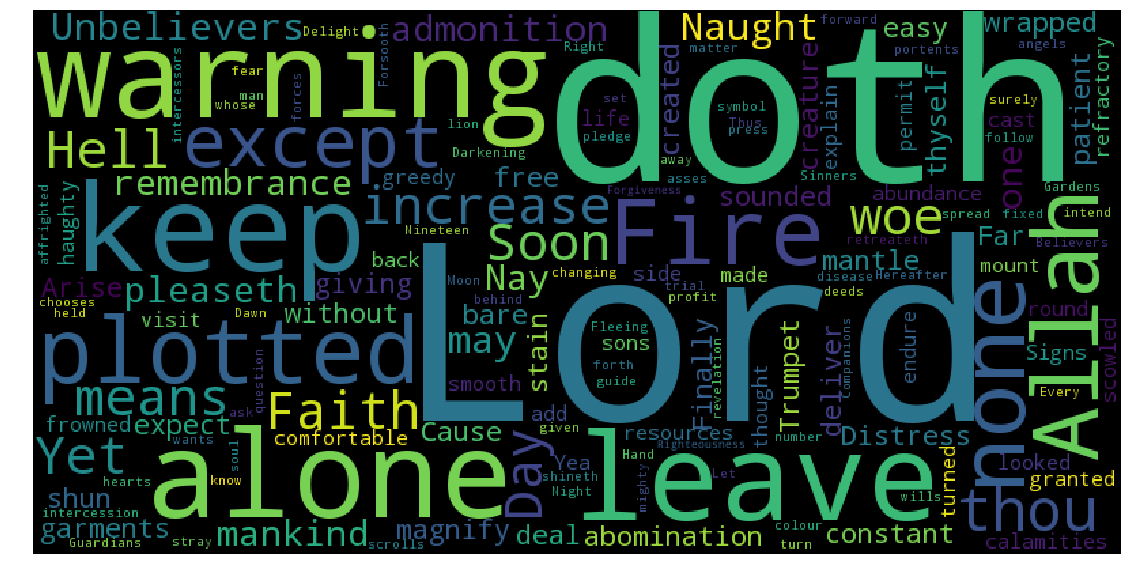 Unbelievers
Delight
admonition
Naught
easy
wrapped
forward
portents
angels
warning
doth
Right
Forsooth
matter
created
creature
explain
permit
thyself
patient
refractory
fear
man
whose
forces
intercessors
lion
Hell
except
Darkening
set
life
pledge
symbol
Thus
press
surely
cast
follow
one
away
asses
Sinners
remembrance
greedy
free
Forgiveness
sounded
abundance
Gardens
affrighted
haughty
keep
increase
Soon
Fire
woe
spread
fixed
intend
Believers
Allah
Nineteen
retreateth
Far
Arise
pleaseth
giving
back
Nay
changing
side
made
mantle
mount
none
chooses
held
Dawn
Moon
behind
trial
disease
Hereafter
profit
deeds
round
visit
without
bare
Lord
plotted
may
stain
Fleeing
sons
forth
guide
revelation
Finally
thought
Trumpet
deliver
companions
endure
Signs
Every
scowled
question
smooth
means
Faith
add
given
resources
number
Distress
looked
granted
frowned
expect
comfortable
ask
Cause
Day
Yea
Hand
Righteousness
Yet
wants
soul
know
hearts
alone
leave
shineth
Night
mighty
Let
wills
turned
thou
shun
intercession
garments
Guardians
stray
mankind
scrolls
magnify
deal
abomination
colour
turn
constant
calamities